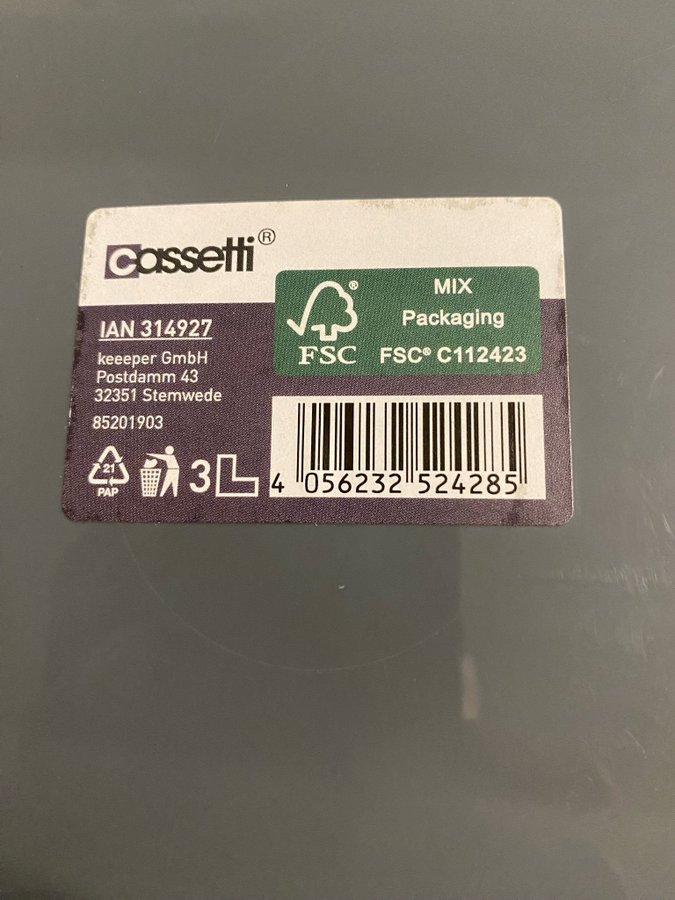 cassetti®
MIX
Packaging
FSC® C112423
FSC®
IAN 314927
keeeper GmbH
Postdamm 43
32351 Stemwede
85201903
21
PAP
3L
4 056232 524285